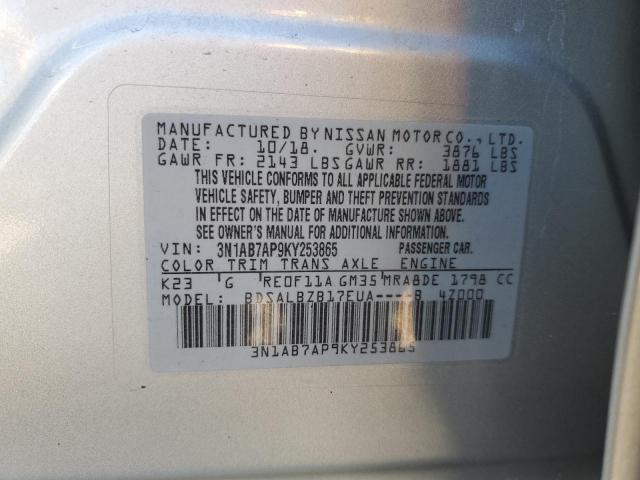 MANUFACTURED BY NISSAN MOTOR CO., LTD.
DATE: 10/18. GVWR: 3876 LBS
GAWR FR: 2143 LBS GAWR RR: 1881 LBS
THIS VEHICLE CONFORMS TO ALL APPLICABLE FEDERAL MOTOR
VEHICLE SAFETY, BUMPER AND THEFT PREVENTION STANDARDS
IN EFFECT ON THE DATE OF MANUFACTURE SHOWN ABOVE.
SEE OWNER'S MANUAL FOR ADDITIONAL INFORMATION.
VIN: 3N1AB7AP9KY253865 PASSENGER CAR.
COLOR TRIM TRANS AXLE ENGINE
K23 G RE0F11A GM35 MRA8DE 1798 CC
MODEL: BDSALBZB17EUA----B 4Z000
3N1AB7AP9KY253865